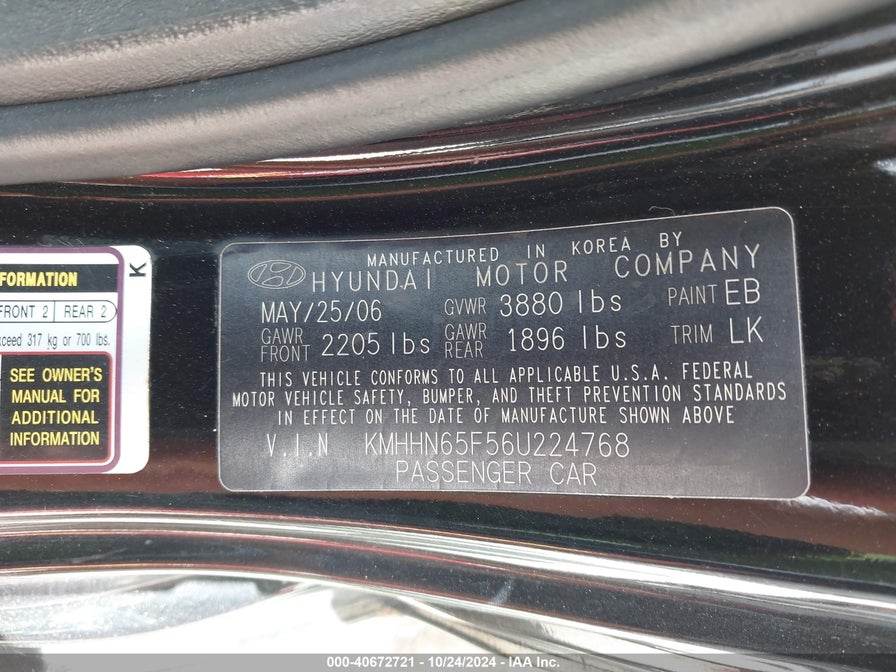 FORMATION
FRONT 2 REAR 2
xceed 317 kg or 700 lbs.
SEE OWNER'S
MANUAL FOR
ADDITIONAL
INFORMATION
K
MANUFACTURED IN KOREA BY
HYUNDAI MOTOR COMPANY
MAY/25/06 GVWR 3880 lbs PAINT EB
GAWR FRONT 2205 lbs GAWR REAR 1896 lbs TRIM LK
THIS VEHICLE CONFORMS TO ALL APPLICABLE U.S.A. FEDERAL
MOTOR VEHICLE SAFETY, BUMPER, AND THEFT PREVENTION STANDARDS
IN EFFECT ON THE DATE OF MANUFACTURE SHOWN ABOVE
V.I.N KMHHN65F56U224768
PASSENGER CAR
000-40672721 - 10/24/2024 - IAA Inc.